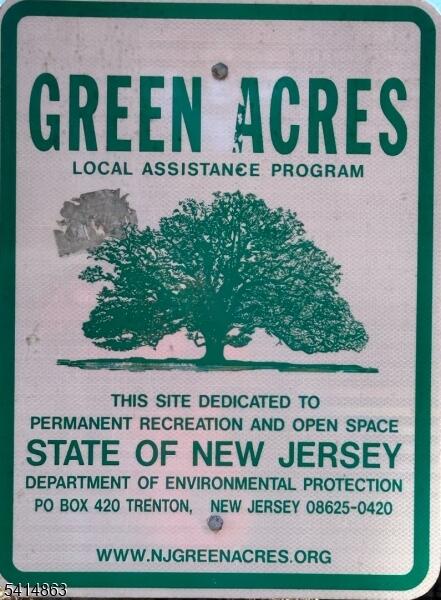 GREEN ACRES
LOCAL ASSISTANCE PROGRAM
THIS SITE DEDICATED TO
PERMANENT RECREATION AND OPEN SPACE
STATE OF NEW JERSEY
DEPARTMENT OF ENVIRONMENTAL PROTECTION
PO BOX 420 TRENTON, NEW JERSEY 08625-0420
WWW.NJGREENACRES.ORG
5414863